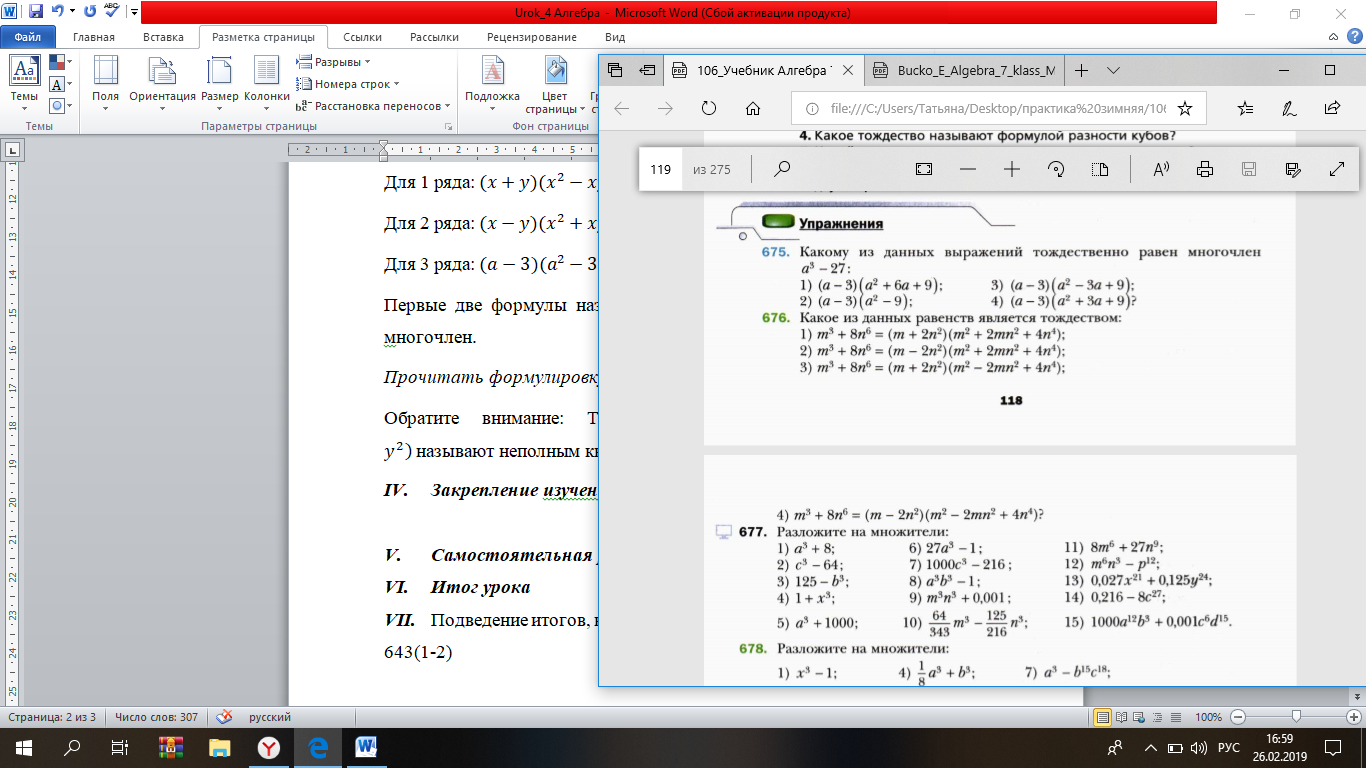 Urok_4 Алгебра - Microsoft Word (Сбой активации продукта)
Файл Главная Вставка Разметка страницы Ссылки Рассылки Рецензирование Вид
Темы
Темы
Поля Ориентация Размер Колонки
Разрывы
Номера строк
Расстановка переносов
Параметры страницы
Подложка Цвет страницы
Фон страницы
Для 1 ряда: (x + y)(x² − x
Для 2 ряда: (x − y)(x² + x
Для 3 ряда: (a − 3)(a² − 3
Первые две формулы
многочлен.
Прочитать формулировку
Обратите внимание: Т
y²) называют неполным
IV. Закрепление
V. Самостоятельная
VI. Итог урока
VII. Подведение итогов,
643(1-2)
106_Учебник Алгебра Bucko_E_Algebra_7_klass_M
file:///C:/Users/Татьяна/Desktop/практика%20зимняя/106
4. Какое тождество называют формулой разности кубов?
119 из 275
Упражнения
675. Какому из данных выражений тождественно равен многочлен
a³ − 27:
1) (a − 3)(a² + 6a + 9); 3) (a − 3)(a² − 3a + 9);
2) (a − 3)(a² − 9); 4) (a − 3)(a² + 3a + 9)?
676. Какое из данных равенств является тождеством:
1) m³ + 8n⁶ = (m + 2n²)(m² + 2mn² + 4n⁴);
2) m³ + 8n⁶ = (m − 2n²)(m² + 2mn² + 4n⁴);
3) m³ + 8n⁶ = (m + 2n²)(m² − 2mn² + 4n⁴);
118
4) m³ + 8n⁶ = (m − 2n²)(m² − 2mn² + 4n⁴)?
677. Разложите на множители:
1) a³ + 8; 6) 27a³ − 1; 11) 8m⁶ + 27n⁹;
2) c³ − 64; 7) 1000c³ − 216; 12) m⁶n³ − p¹²;
3) 125 − b³; 8) a³b³ − 1; 13) 0,027x²¹ + 0,125y²⁴;
4) 1 + x³; 9) m³n³ + 0,001; 14) 0,216 − 8c²⁷;
5) a³ + 1000; 10) 64/343 m³ − 125/216 n³; 15) 1000a¹²b³ + 0,001c⁶d¹⁵.
678. Разложите на множители:
1) x³ − 1; 4) 1/8 a³ + b³; 7) a³ − b¹⁵c¹⁸;
Страница: 2 из 3 Число слов: 307 русский 100%
РУС 16:59
26.02.2019